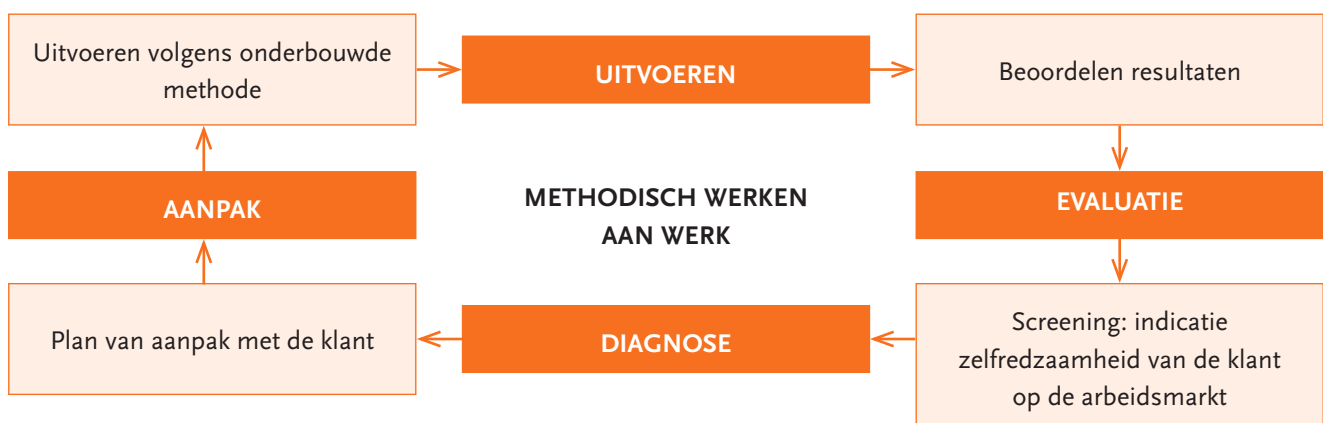 Uitvoeren volgens onderbouwde
methode
UITVOEREN
Beoordelen resultaten
AANPAK
METHODISCH WERKEN
AAN WERK
EVALUATIE
Plan van aanpak met de klant
DIAGNOSE
Screening: indicatie
zelfredzaamheid van de klant
op de arbeidsmarkt